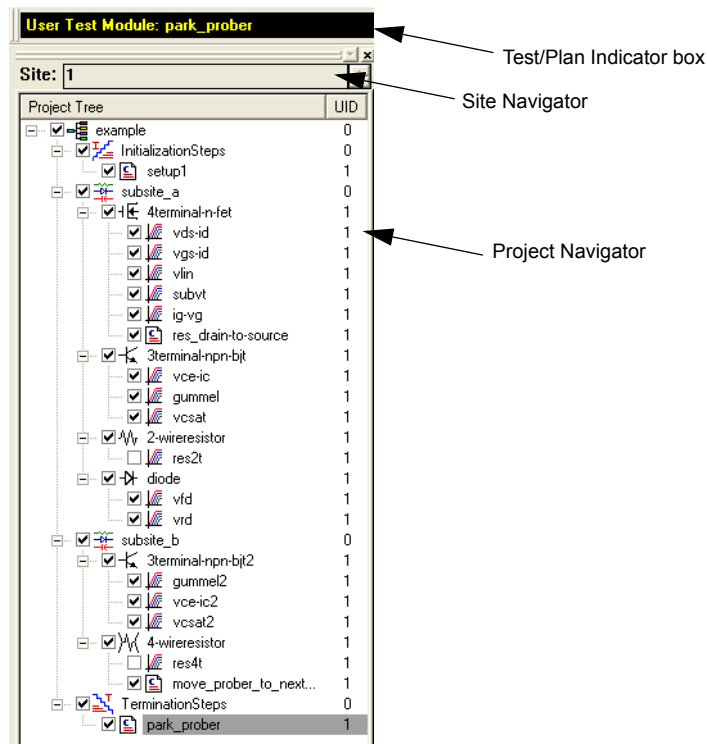 User Test Module: park_prober
Test/Plan Indicator box
Site: 1
Site Navigator
Project Tree UID
example 0
InitializationSteps 0
setup1 1
subsite_a 0
4terminal-n-fet 1
vds-id 1
vgs-id 1
Project Navigator
vlin 1
subvt 1
ig-vg 1
res_drain-to-source 1
3terminal-npn-bjt 1
vce-ic 1
gummel 1
vcsat 1
2-wireresistor 1
res2t 1
diode 1
vfd 1
vrd 1
subsite_b 0
3terminal-npn-bjt2 1
gummel2 1
vce-ic2 1
vcsat2 1
4-wireresistor 1
res4t 1
move_prober_to_next... 1
TerminationSteps 0
park_prober 1